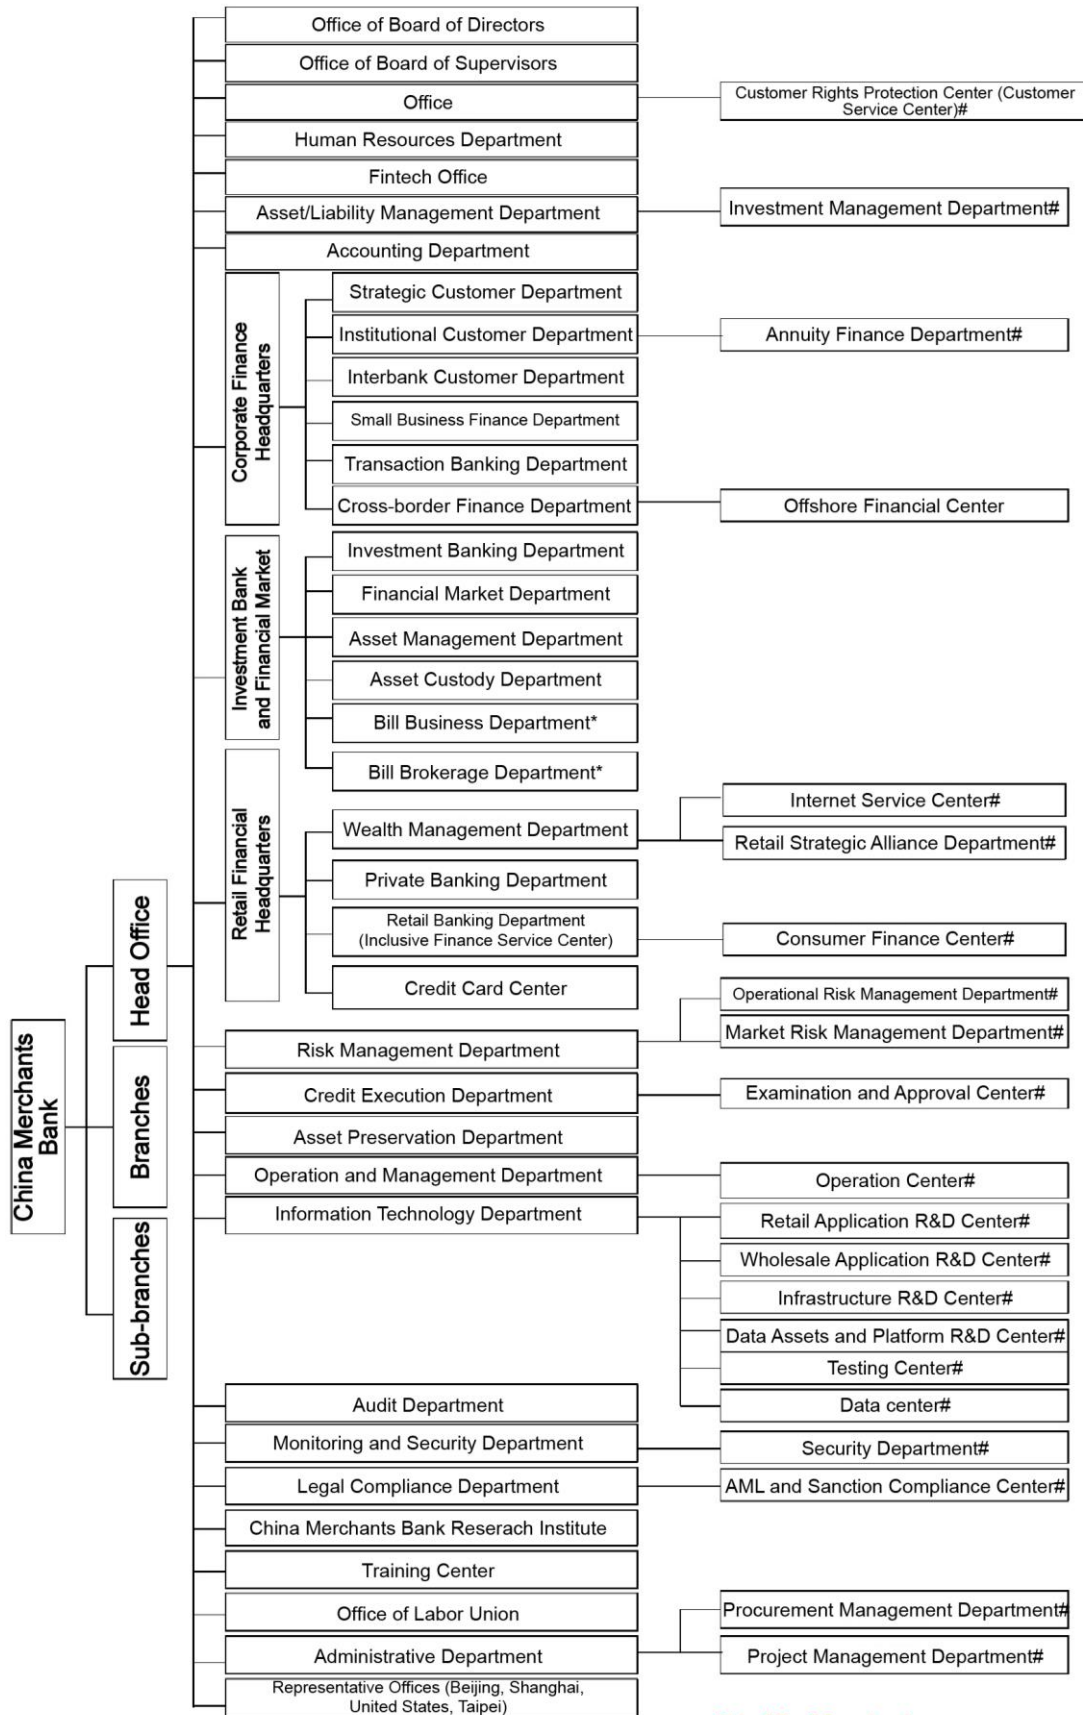 Office of Board of Directors
Office of Board of Supervisors
Office
Customer Rights Protection Center (Customer
Service Center)#
Human Resources Department
Fintech Office
Asset/Liability Management Department
Investment Management Department#
Accounting Department
Corporate Finance
Headquarters
Strategic Customer Department
Institutional Customer Department
Annuity Finance Department#
Interbank Customer Department
Small Business Finance Department
Transaction Banking Department
Cross-border Finance Department
Offshore Financial Center
Investment Bank
and Financial Market
Investment Banking Department
Financial Market Department
Asset Management Department
Asset Custody Department
Bill Business Department*
Bill Brokerage Department*
Retail Financial
Headquarters
Wealth Management Department
Internet Service Center#
Retail Strategic Alliance Department#
Private Banking Department
Retail Banking Department
(Inclusive Finance Service Center)
Consumer Finance Center#
Credit Card Center
China Merchants
Bank
Head Office
Branches
Sub-branches
Risk Management Department
Operational Risk Management Department#
Market Risk Management Department#
Credit Execution Department
Examination and Approval Center#
Asset Preservation Department
Operation and Management Department
Operation Center#
Information Technology Department
Retail Application R&D Center#
Wholesale Application R&D Center#
Infrastructure R&D Center#
Data Assets and Platform R&D Center#
Testing Center#
Data center#
Audit Department
Monitoring and Security Department
Security Department#
Legal Compliance Department
AML and Sanction Compliance Center#
China Merchants Bank Reserach Institute
Training Center
Office of Labor Union
Administrative Department
Procurement Management Department#
Project Management Department#
Representative Offices (Beijing, Shanghai,
United States, Taipei)